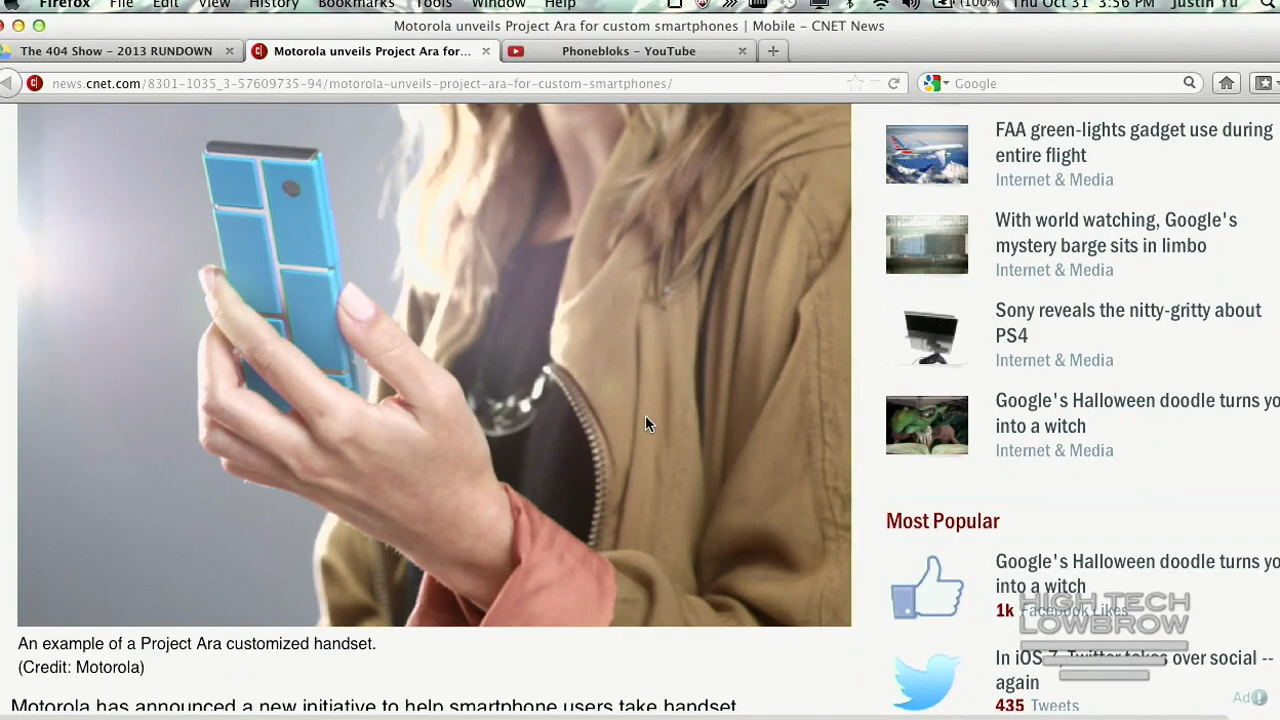 Firefox File Edit View History Bookmarks Tools Window Help (100%) Thu Oct 31 3:56 PM Justin Yu
Motorola unveils Project Ara for custom smartphones | Mobile – CNET News
The 404 Show – 2013 RUNDOWN
Motorola unveils Project Ara for...
Phonebloks – YouTube
news.cnet.com/8301-1035_3-57609735-94/motorola-unveils-project-ara-for-custom-smartphones/
Google
FAA green-lights gadget use during
entire flight
Internet & Media
With world watching, Google's
mystery barge sits in limbo
Internet & Media
Sony reveals the nitty-gritty about
PS4
Internet & Media
Google's Halloween doodle turns yo
into a witch
Internet & Media
Most Popular
Google's Halloween doodle turns yo
into a witch
1k Facebook Likes
HIGH TECH
LOWBROW
In iOS 7, Twitter takes over social --
again
435 Tweets
Ad
An example of a Project Ara customized handset.
(Credit: Motorola)
Motorola has announced a new initiative to help smartphone users take handset